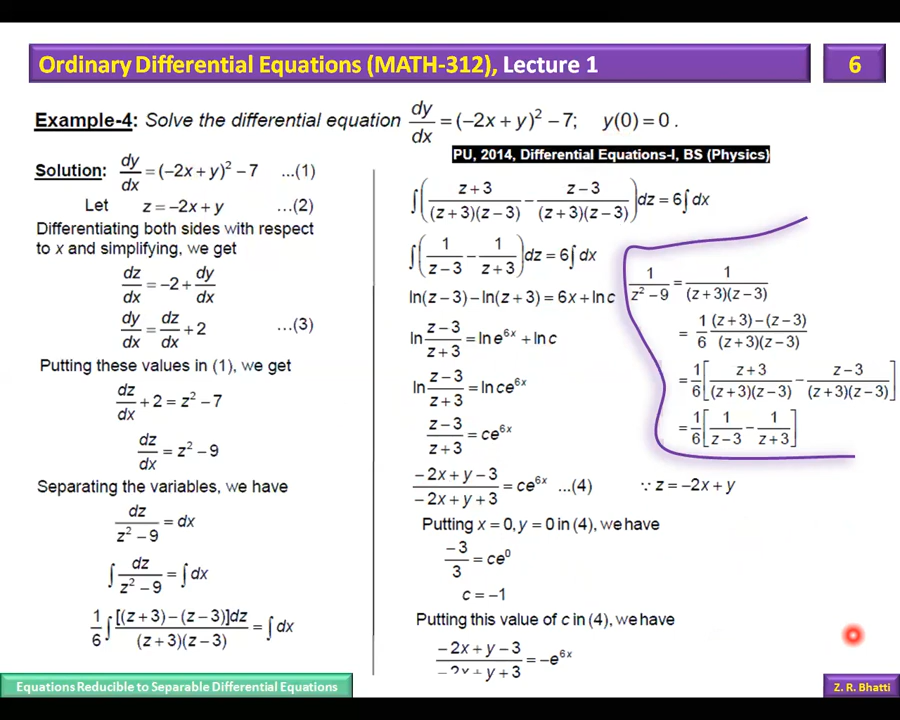 Ordinary Differential Equations (MATH-312), Lecture 1
6
Example-4: Solve the differential equation dy/dx = (−2x + y)² − 7; y(0) = 0 .
PU, 2014, Differential Equations-I, BS (Physics)
Solution: dy/dx = (−2x + y)² − 7 ...(1)
Let z = −2x + y ...(2)
Differentiating both sides with respect
to x and simplifying, we get
dz/dx = −2 + dy/dx
dy/dx = dz/dx + 2 ...(3)
Putting these values in (1), we get
dz/dx + 2 = z² − 7
dz/dx = z² − 9
Separating the variables, we have
dz/(z² − 9) = dx
∫ dz/(z² − 9) = ∫ dx
1/6 ∫ [(z + 3) − (z − 3)]dz/((z + 3)(z − 3)) = ∫ dx
∫ ( (z + 3)/((z + 3)(z − 3)) − (z − 3)/((z + 3)(z − 3)) ) dz = 6∫ dx
∫ ( 1/(z − 3) − 1/(z + 3) ) dz = 6∫ dx
ln(z − 3) − ln(z + 3) = 6x + ln c
ln (z − 3)/(z + 3) = ln e⁶ˣ + ln c
ln (z − 3)/(z + 3) = ln ce⁶ˣ
(z − 3)/(z + 3) = ce⁶ˣ
(−2x + y − 3)/(−2x + y + 3) = ce⁶ˣ ...(4) ∵ z = −2x + y
Putting x = 0, y = 0 in (4), we have
−3/3 = ce⁰
c = −1
Putting this value of c in (4), we have
(−2x + y − 3)/(−2x + y + 3) = −e⁶ˣ
1/(z² − 9) = 1/((z + 3)(z − 3))
= 1/6 ((z + 3) − (z − 3))/((z + 3)(z − 3))
= 1/6 [ (z + 3)/((z + 3)(z − 3)) − (z − 3)/((z + 3)(z − 3)) ]
= 1/6 [ 1/(z − 3) − 1/(z + 3) ]
Equations Reducible to Separable Differential Equations
Z. R. Bhatti